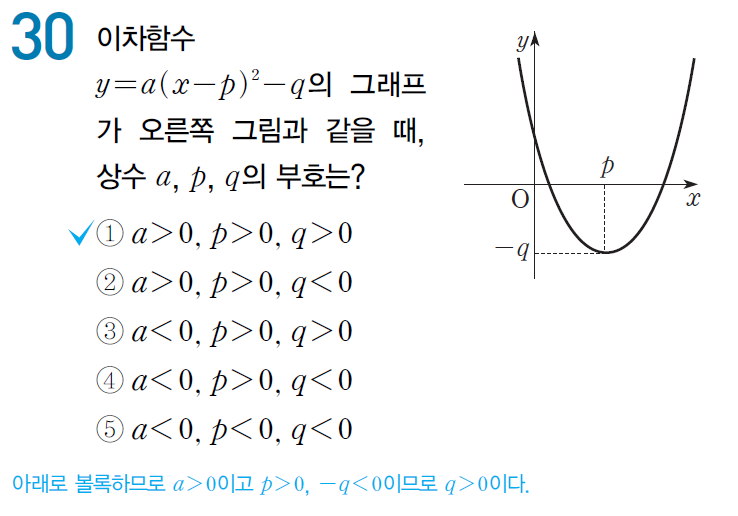 30 이차함수
y=a(x-p)²-q의 그래프
가 오른쪽 그림과 같을 때,
상수 a, p, q의 부호는?
① a>0, p>0, q>0
② a>0, p>0, q<0
③ a<0, p>0, q>0
④ a<0, p>0, q<0
⑤ a<0, p<0, q<0
y
p
O
x
-q
아래로 볼록하므로 a>0이고 p>0, -q<0이므로 q>0이다.